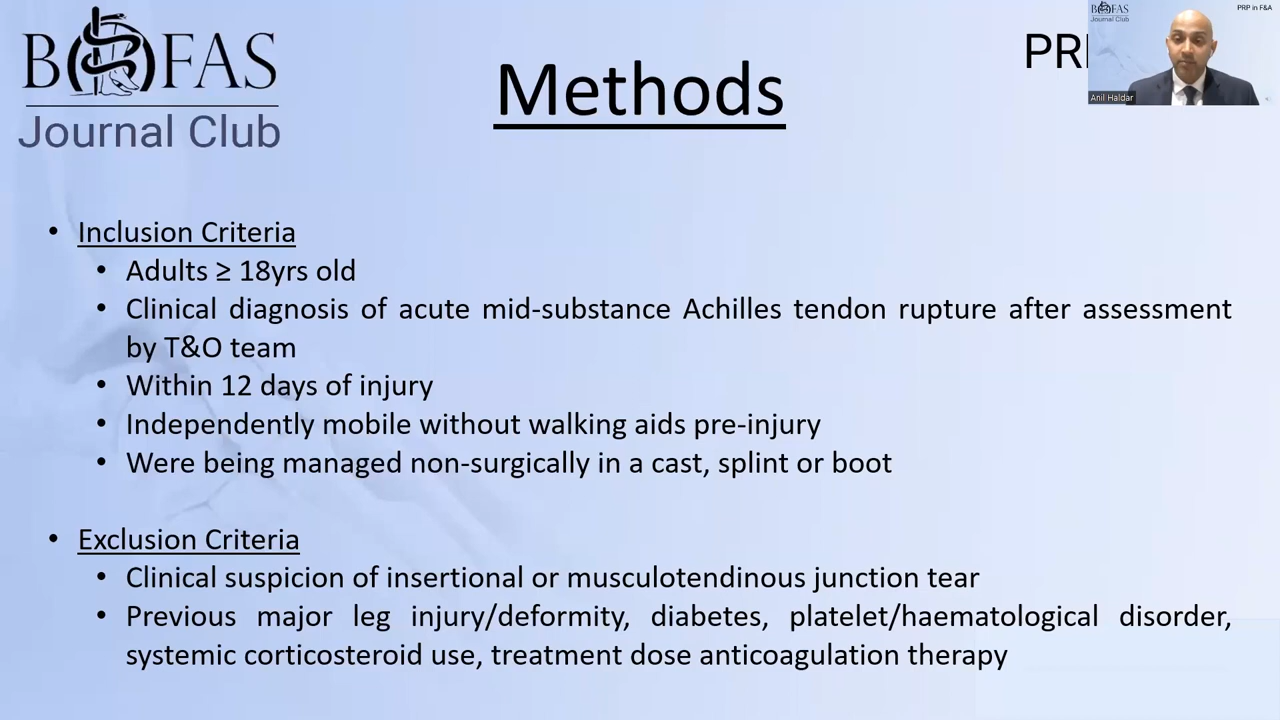 BOFAS
Journal Club
Methods
PRP in F&A
BOFAS
Journal Club
Anil Haldar
• Inclusion Criteria
• Adults ≥ 18yrs old
• Clinical diagnosis of acute mid-substance Achilles tendon rupture after assessment
by T&O team
• Within 12 days of injury
• Independently mobile without walking aids pre-injury
• Were being managed non-surgically in a cast, splint or boot
• Exclusion Criteria
• Clinical suspicion of insertional or musculotendinous junction tear
• Previous major leg injury/deformity, diabetes, platelet/haematological disorder,
systemic corticosteroid use, treatment dose anticoagulation therapy